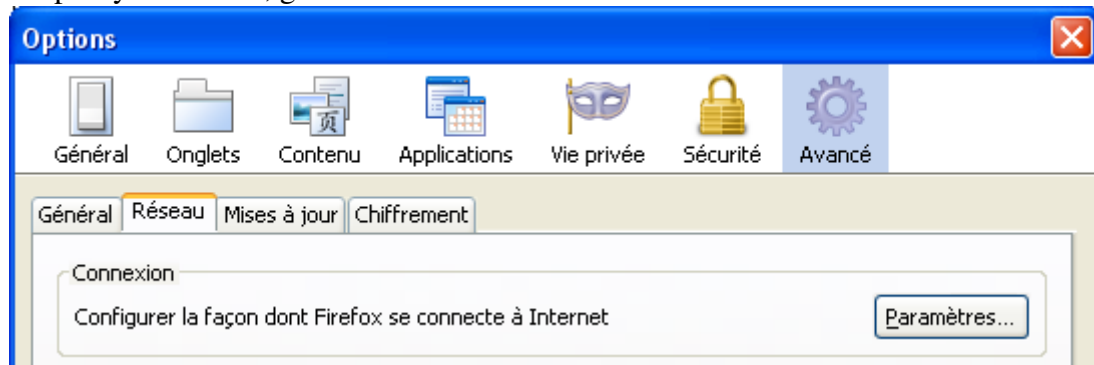 Options
页
Général Onglets Contenu Applications Vie privée Sécurité Avancé
Général Réseau Mises à jour Chiffrement
Connexion
Configurer la façon dont Firefox se connecte à Internet Paramètres...